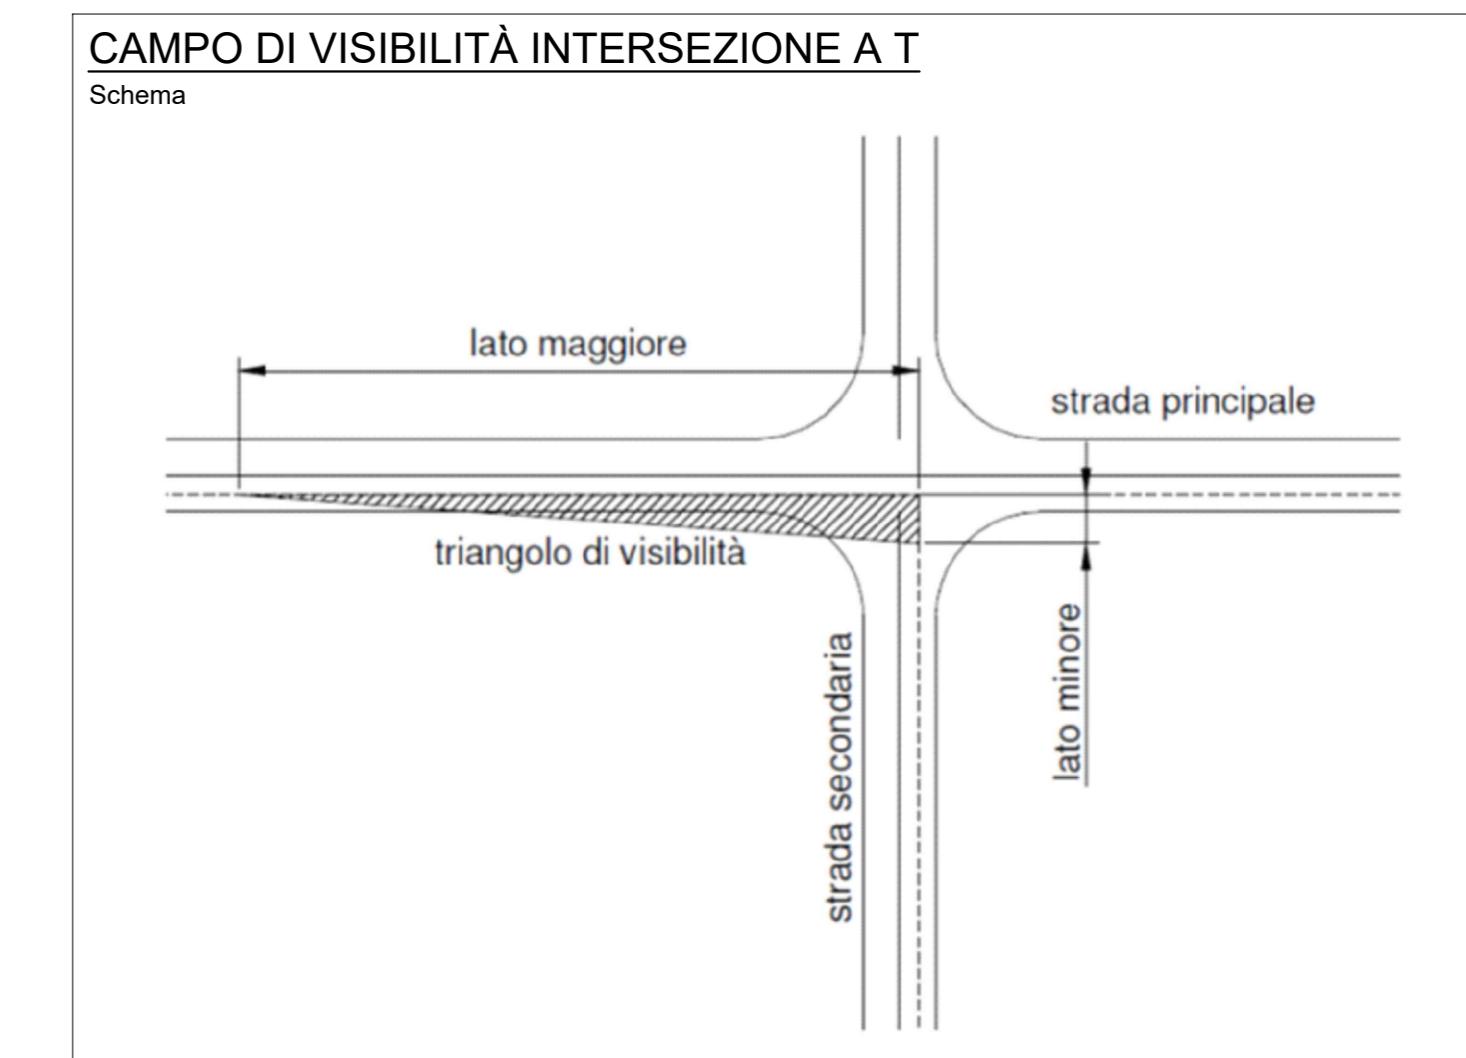 CAMPO DI VISIBILITÀ INTERSEZIONE A T
Schema
lato maggiore
strada principale
triangolo di visibilità
strada secondaria
lato minore